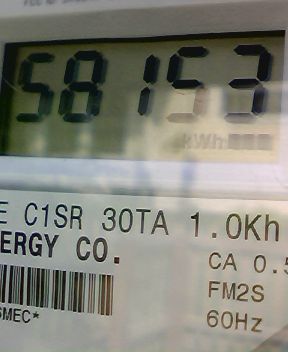 58153
kWh
E C1SR 30TA 1.0Kh
ERGY CO.
CA 0.5
FM2S
60Hz
SMEC*